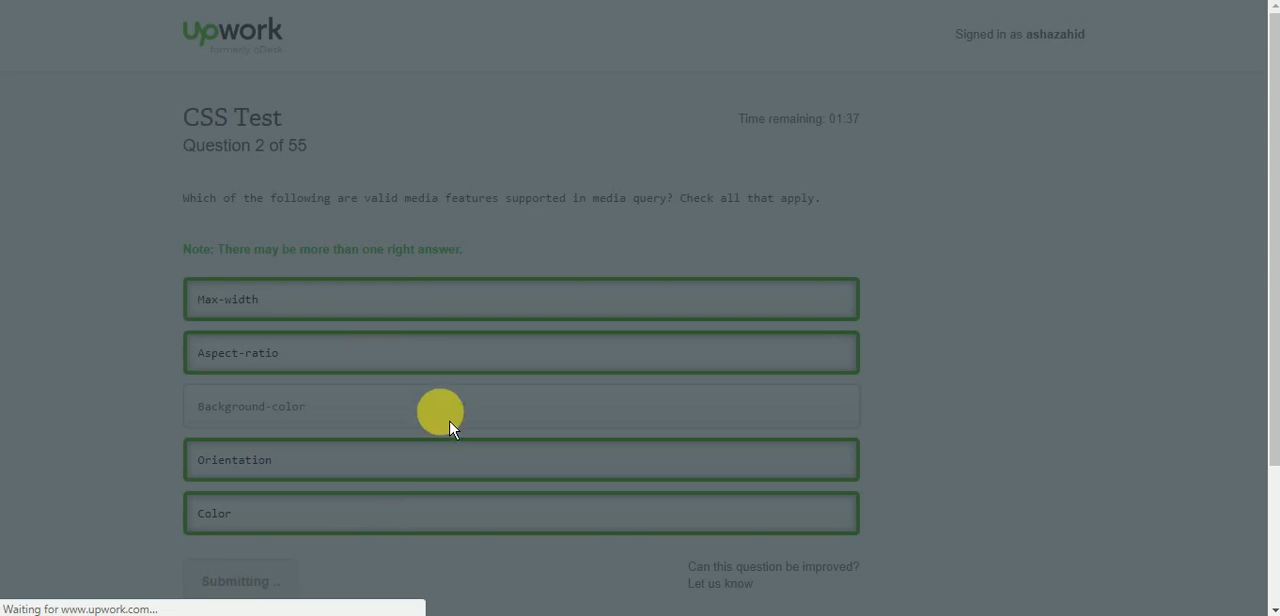 upwork
formerly oDesk
Signed in as ashazahid
CSS Test
Time remaining: 01:37
Question 2 of 55
Which of the following are valid media features supported in media query? Check all that apply.
Note: There may be more than one right answer.
Max-width
Aspect-ratio
Background-color
Orientation
Color
Can this question be improved?
Submitting ..
Let us know
Waiting for www.upwork.com...